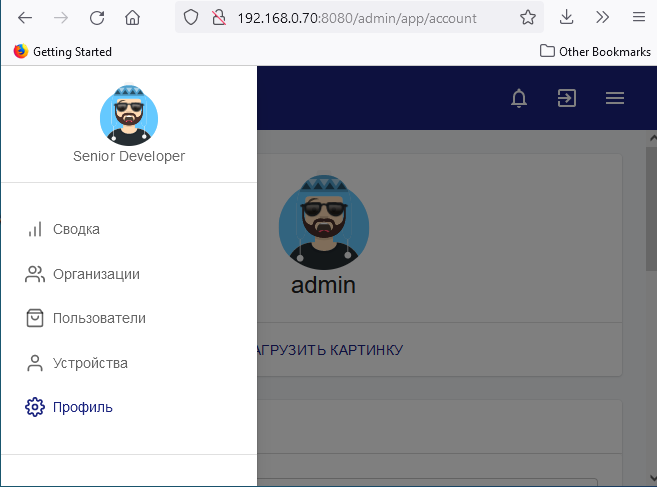 192.168.0.70:8080/admin/app/account
Getting Started
Other Bookmarks
Senior Developer
Сводка
Организации
Пользователи
Устройства
Профиль
admin
АГРУЗИТЬ КАРТИНКУ